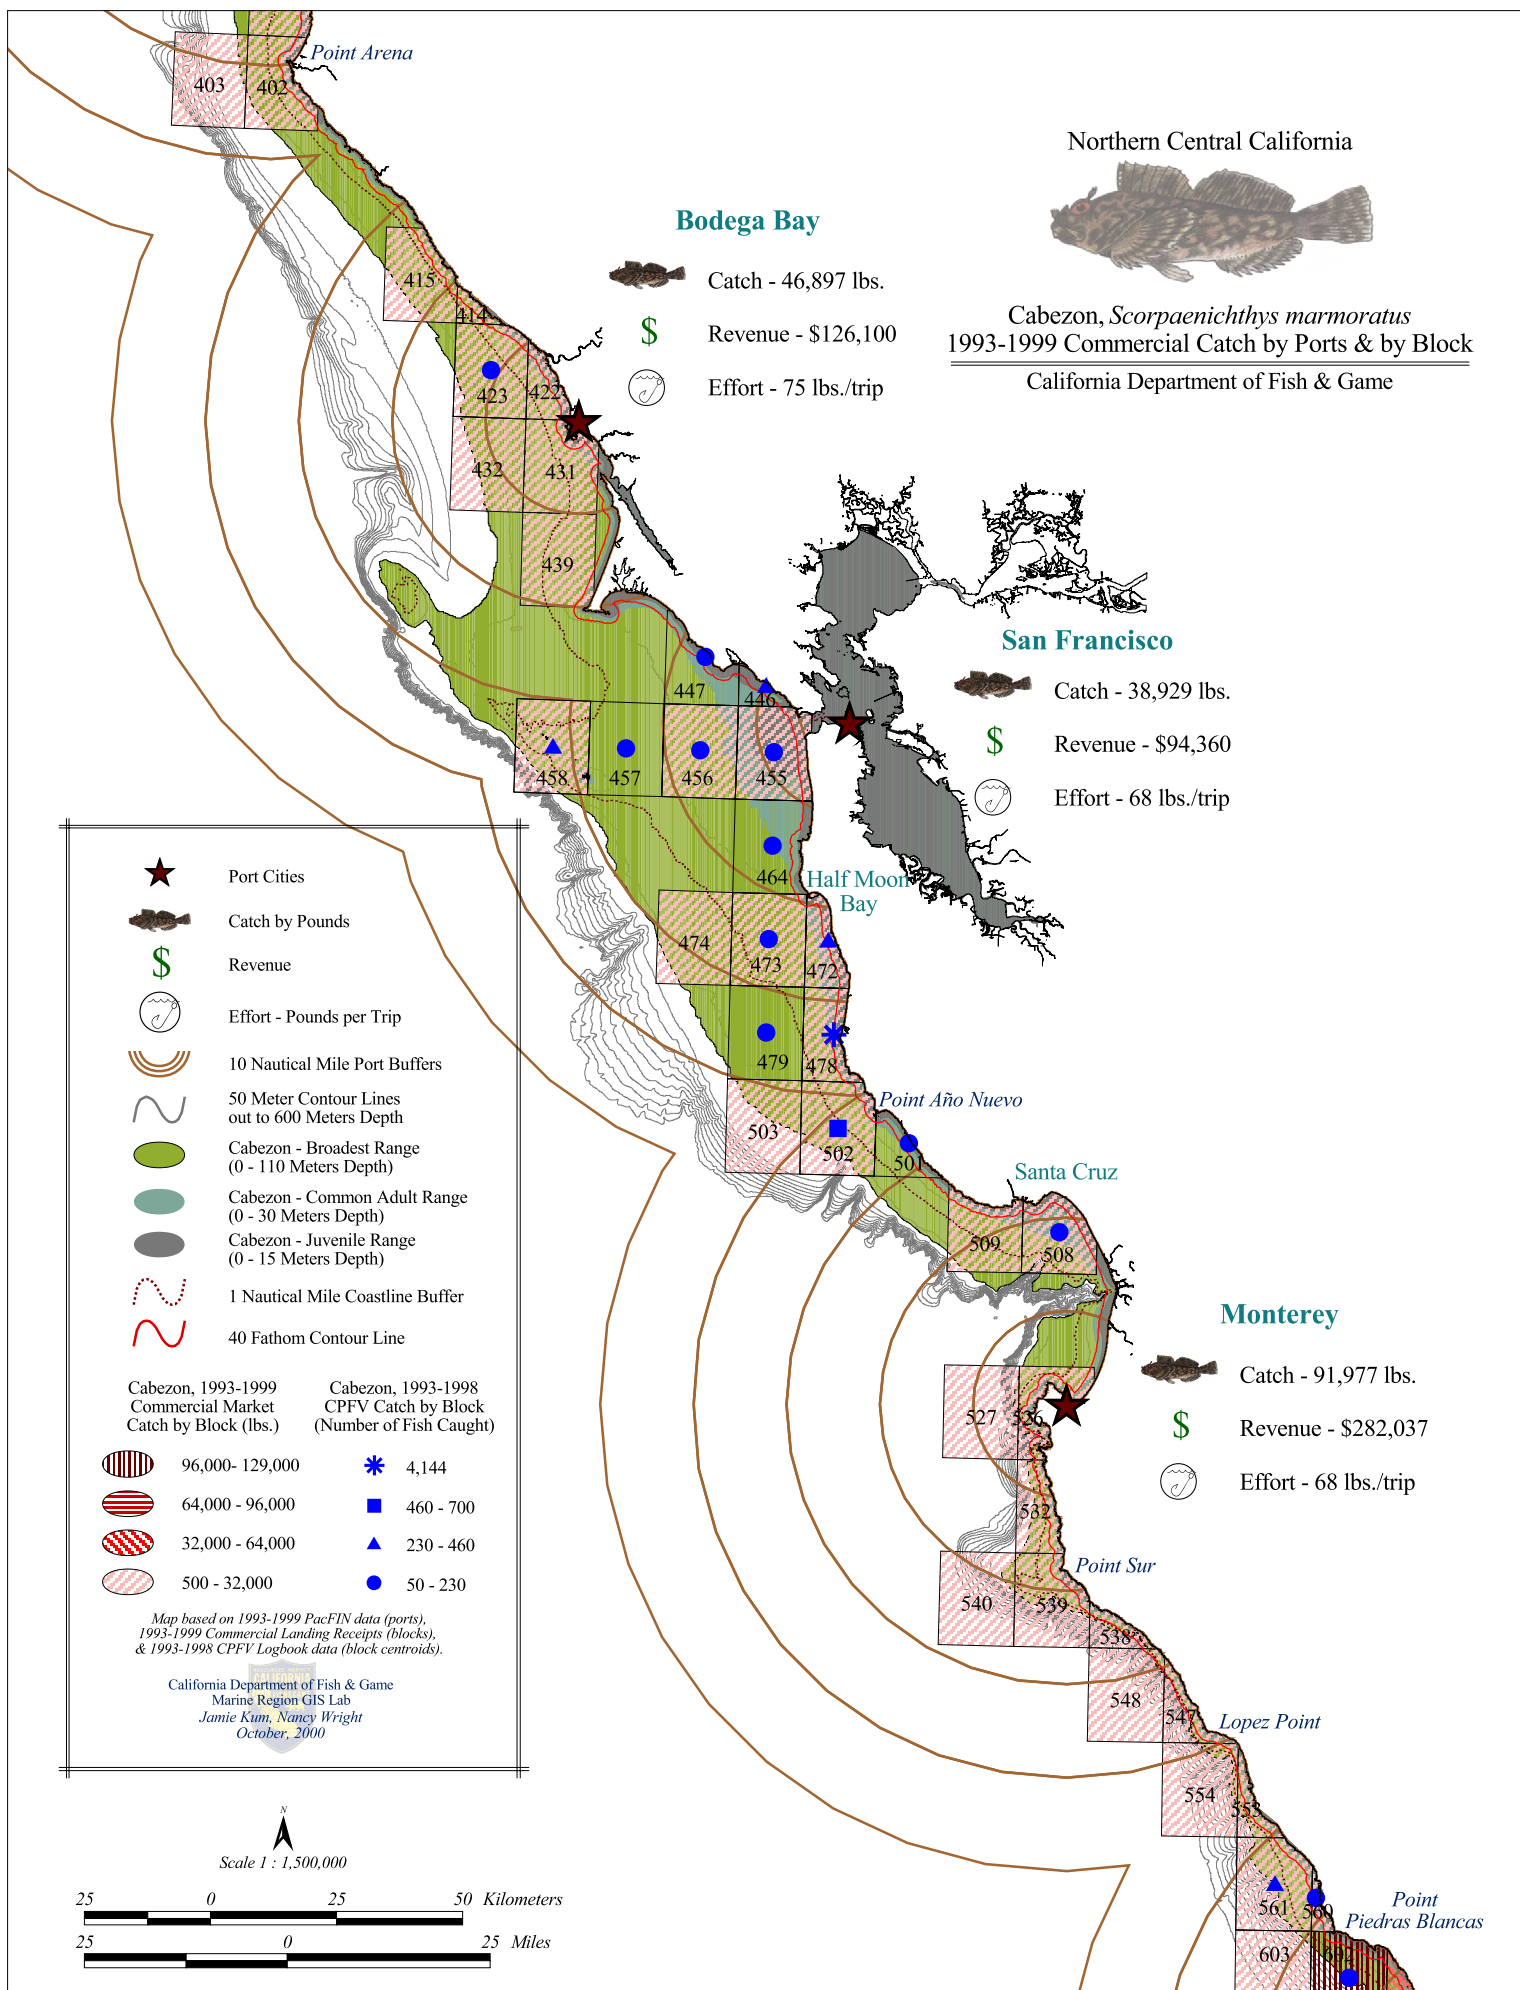 Point Arena
403
402
Northern Central California
Cabezon, Scorpaenichthys marmoratus
1993-1999 Commercial Catch by Ports & by Block
California Department of Fish & Game
Bodega Bay
Catch - 46,897 lbs.
$
Revenue - $126,100
Effort - 75 lbs./trip
415
414
423
422
432
431
439
San Francisco
Catch - 38,929 lbs.
$
Revenue - $94,360
Effort - 68 lbs./trip
447
446
458
457
456
455
464
Half Moon
Bay
474
473
472
479
478
Point Año Nuevo
503
502
501
Santa Cruz
509
508
Monterey
Catch - 91,977 lbs.
$
Revenue - $282,037
Effort - 68 lbs./trip
527
526
532
Point Sur
540
539
538
548
547
Lopez Point
554
553
561
560
Point
Piedras Blancas
603
602
Port Cities
Catch by Pounds
$
Revenue
Effort - Pounds per Trip
10 Nautical Mile Port Buffers
50 Meter Contour Lines
out to 600 Meters Depth
Cabezon - Broadest Range
(0 - 110 Meters Depth)
Cabezon - Common Adult Range
(0 - 30 Meters Depth)
Cabezon - Juvenile Range
(0 - 15 Meters Depth)
1 Nautical Mile Coastline Buffer
40 Fathom Contour Line
Cabezon, 1993-1999
Commercial Market
Catch by Block (lbs.)
96,000- 129,000
64,000 - 96,000
32,000 - 64,000
500 - 32,000
Cabezon, 1993-1998
CPFV Catch by Block
(Number of Fish Caught)
4,144
460 - 700
230 - 460
50 - 230
Map based on 1993-1999 PacFIN data (ports),
1993-1999 Commercial Landing Receipts (blocks),
& 1993-1998 CPFV Logbook data (block centroids).
CALIFORNIA
California Department of Fish & Game
Marine Region GIS Lab
Jamie Kum, Nancy Wright
October, 2000
N
Scale 1 : 1,500,000
25 0 25 50 Kilometers
25 0 25 Miles